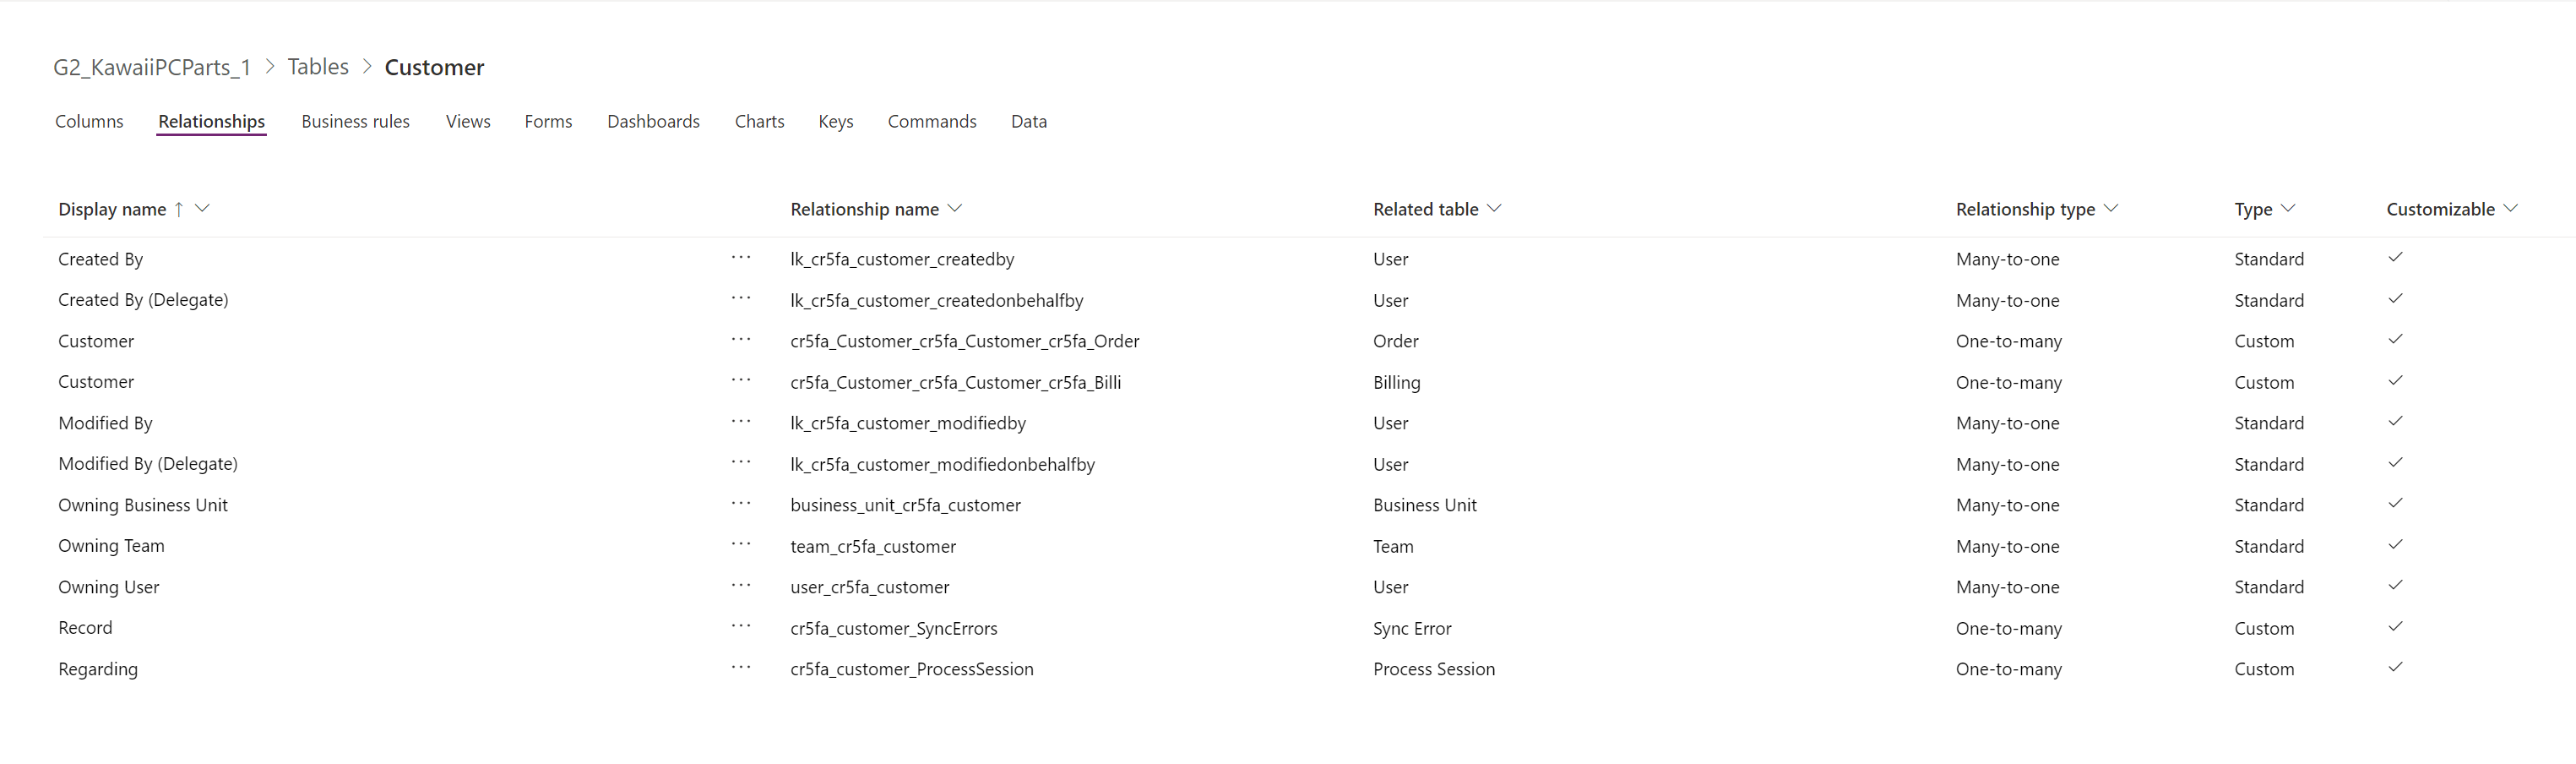 G2_KawaiiPCParts_1 > Tables > Customer
Columns Relationships Business rules Views Forms Dashboards Charts Keys Commands Data
Display name ↑ Relationship name Related table Relationship type Type Customizable
Created By ... lk_cr5fa_customer_createdby User Many-to-one Standard ✓
Created By (Delegate) ... lk_cr5fa_customer_createdonbehalfby User Many-to-one Standard ✓
Customer ... cr5fa_Customer_cr5fa_Customer_cr5fa_Order Order One-to-many Custom ✓
Customer ... cr5fa_Customer_cr5fa_Customer_cr5fa_Billi Billing One-to-many Custom ✓
Modified By ... lk_cr5fa_customer_modifiedby User Many-to-one Standard ✓
Modified By (Delegate) ... lk_cr5fa_customer_modifiedonbehalfby User Many-to-one Standard ✓
Owning Business Unit ... business_unit_cr5fa_customer Business Unit Many-to-one Standard ✓
Owning Team ... team_cr5fa_customer Team Many-to-one Standard ✓
Owning User ... user_cr5fa_customer User Many-to-one Standard ✓
Record ... cr5fa_customer_SyncErrors Sync Error One-to-many Custom ✓
Regarding ... cr5fa_customer_ProcessSession Process Session One-to-many Custom ✓